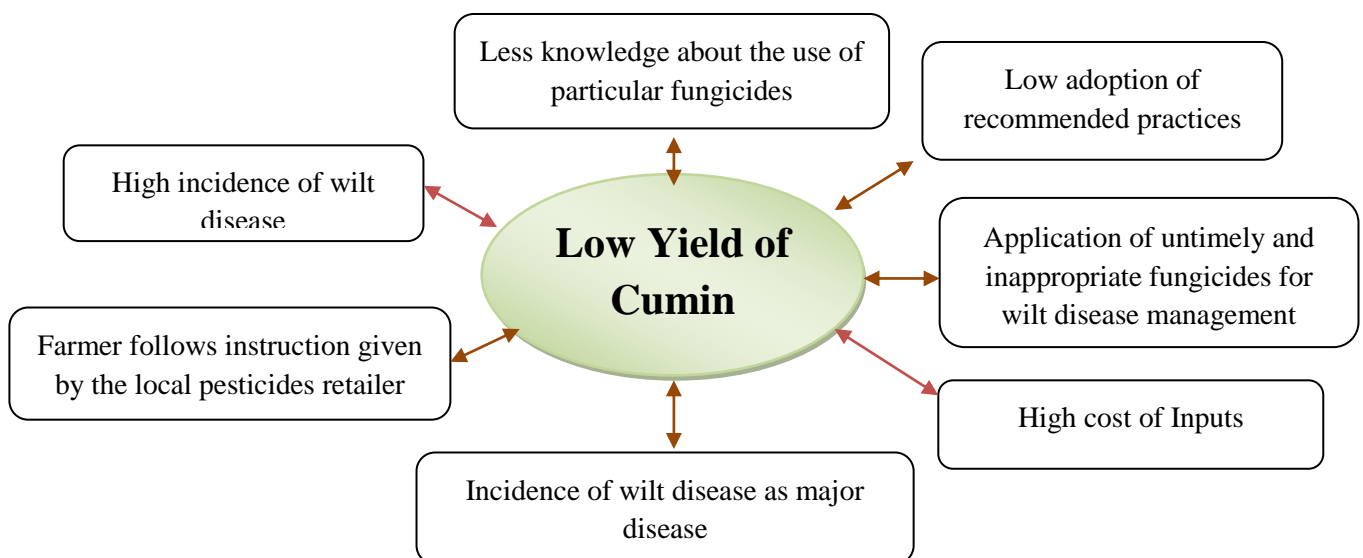 Less knowledge about the use of
particular fungicides
Low adoption of
recommended practices
High incidence of wilt
disease
Low Yield of
Cumin
Application of untimely and
inappropriate fungicides for
wilt disease management
Farmer follows instruction given
by the local pesticides retailer
High cost of Inputs
Incidence of wilt disease as major
disease